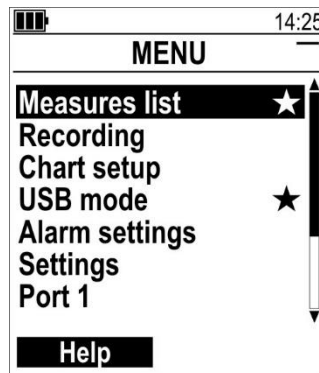 14:25
MENU
Measures list
Recording
Chart setup
USB mode
Alarm settings
Settings
Port 1
Help